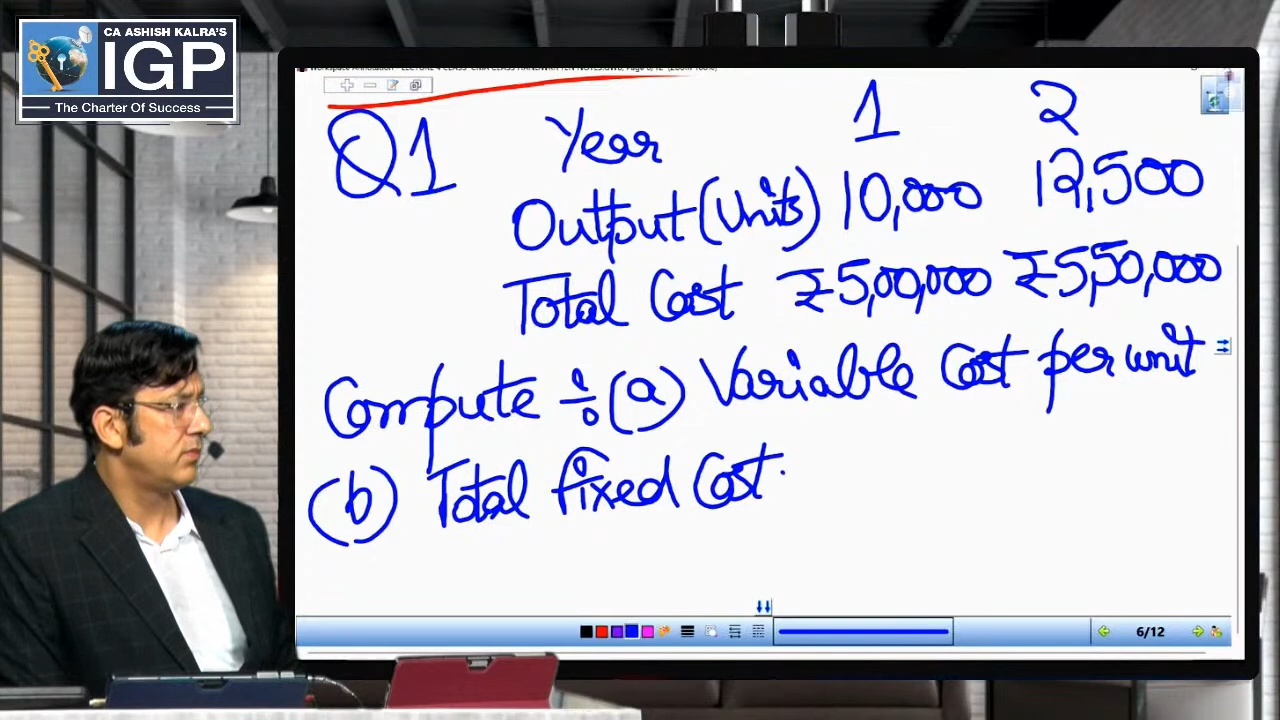 CA ASHISH KALRA'S
IGP
The Charter Of Success
Q1 Year 1 2
Output (Units) 10,000 12,500
Total Cost ₹5,00,000 ₹5,50,000
Compute :- (a) Variable Cost per unit
(b) Total fixed Cost.
6/12